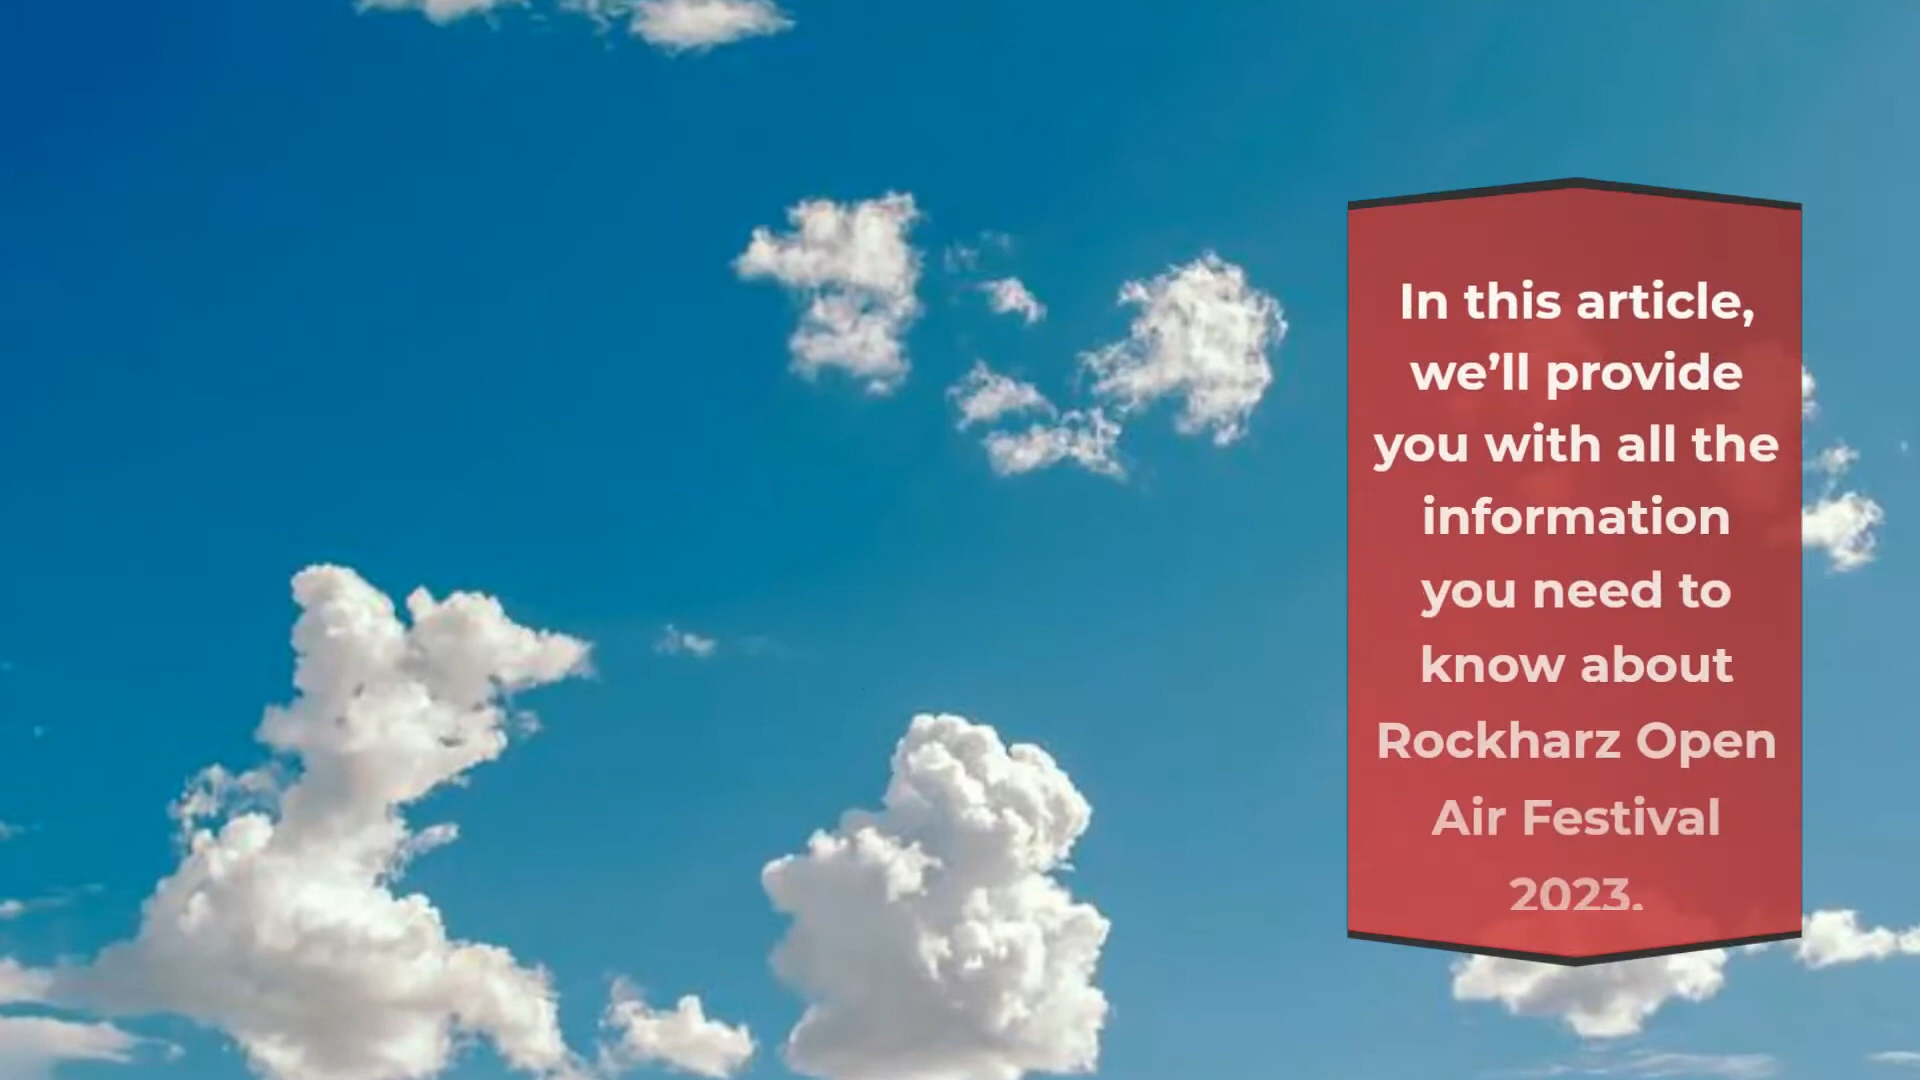 In this article,
we’ll provide
you with all the
information
you need to
know about
Rockharz Open
Air Festival
2023.